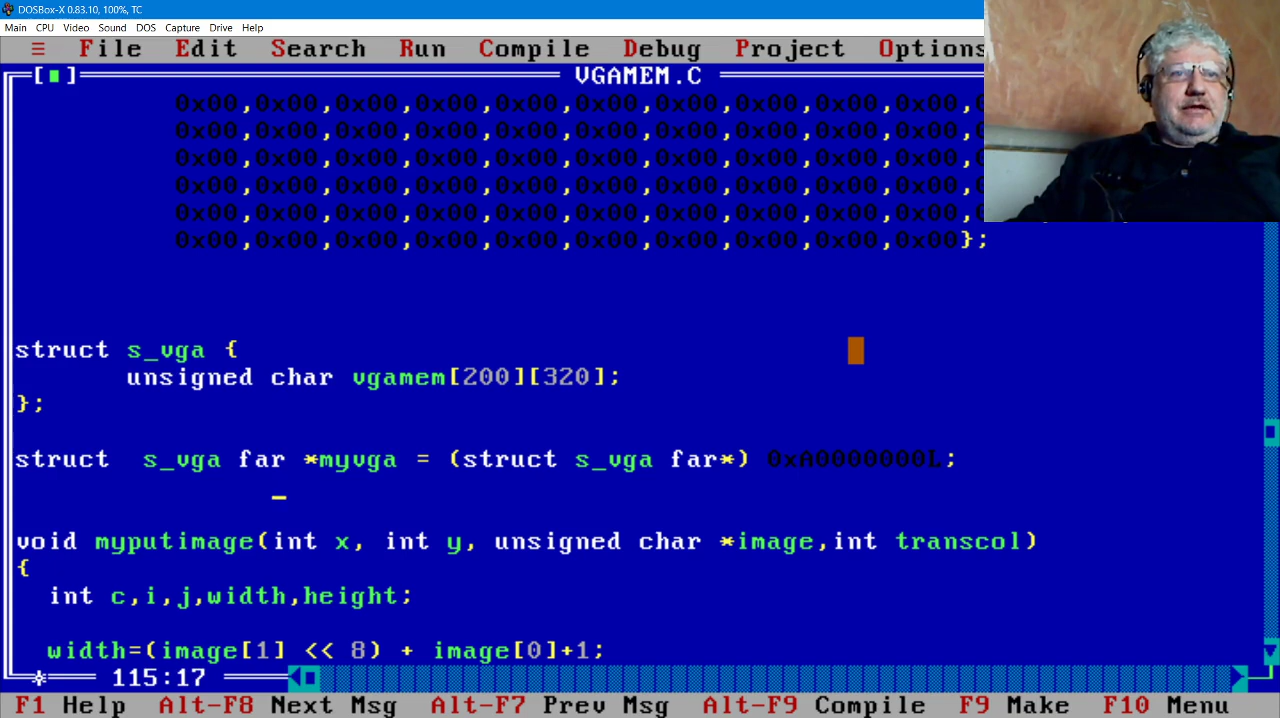 DOSBox-X 0.83.10, 100%, TC
Main CPU Video Sound DOS Capture Drive Help
≡ File Edit Search Run Compile Debug Project Options
[■] VGAMEM.C
0x00,0x00,0x00,0x00,0x00,0x00,0x00,0x00,0x00,0x00,
0x00,0x00,0x00,0x00,0x00,0x00,0x00,0x00,0x00,0x00,
0x00,0x00,0x00,0x00,0x00,0x00,0x00,0x00,0x00,0x00,
0x00,0x00,0x00,0x00,0x00,0x00,0x00,0x00,0x00,0x00,
0x00,0x00,0x00,0x00,0x00,0x00,0x00,0x00,0x00,0x00,
0x00,0x00,0x00,0x00,0x00,0x00,0x00,0x00,0x00,0x00};
struct s_vga {
unsigned char vgamem[200][320];
};
struct s_vga far *myvga = (struct s_vga far*) 0xA0000000L;
void myputimage(int x, int y, unsigned char *image,int transcol)
{
int c,i,j,width,height;
width=(image[1] << 8) + image[0]+1;
115:17
F1 Help Alt-F8 Next Msg Alt-F7 Prev Msg Alt-F9 Compile F9 Make F10 Menu